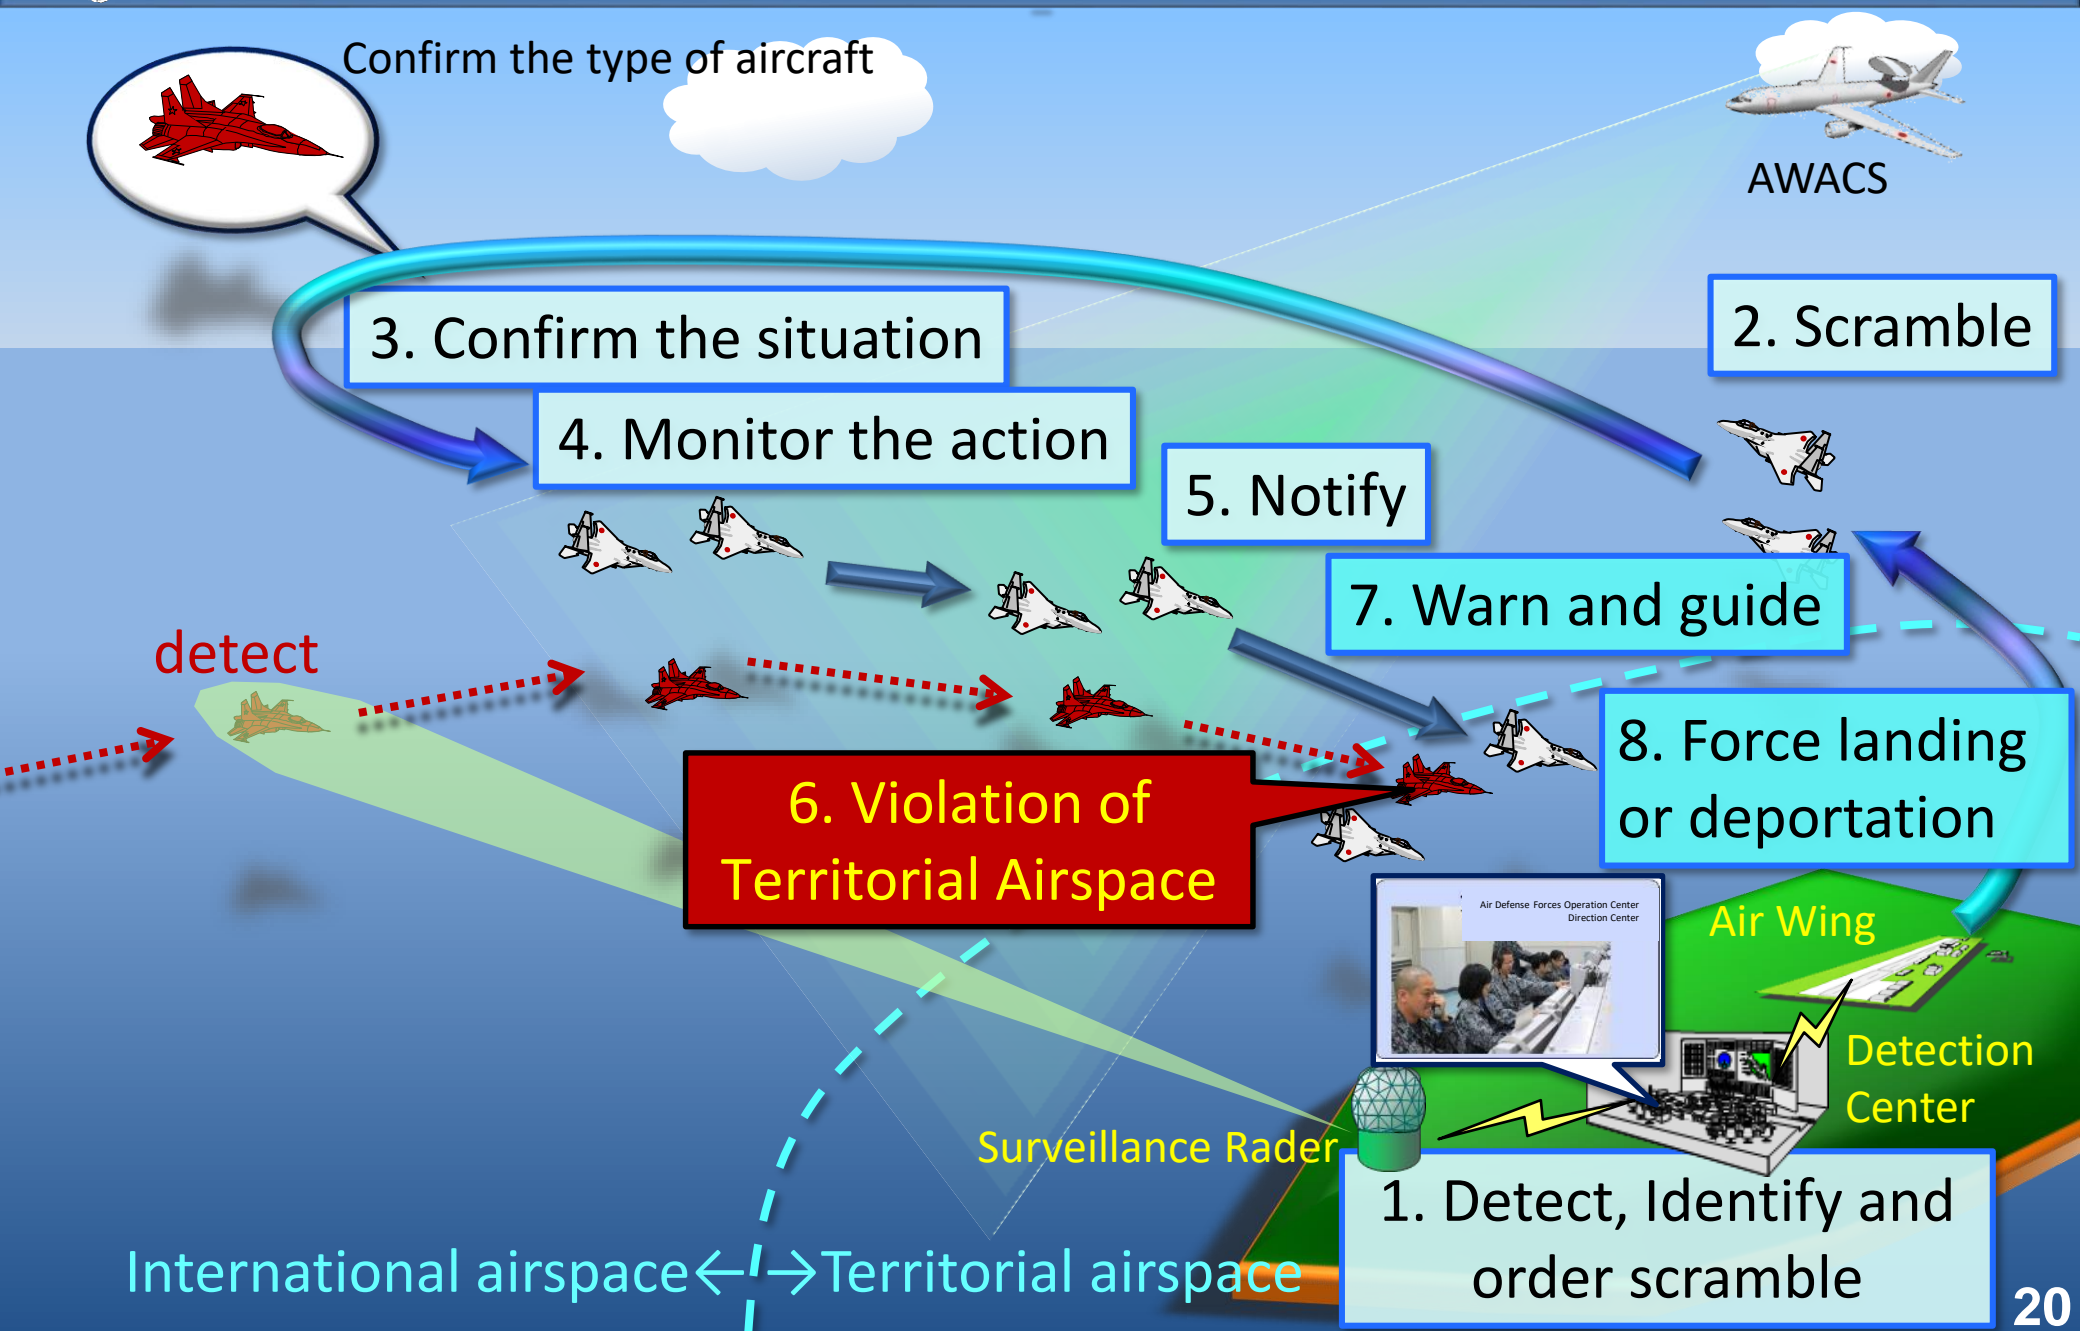 Confirm the type of aircraft
AWACS
2. Scramble
3. Confirm the situation
4. Monitor the action
5. Notify
7. Warn and guide
detect
8. Force landing
or deportation
6. Violation of
Territorial Airspace
Air Defense Forces Operation Center
Direction Center
Air Wing
Detection
Center
Surveillance Rader
1. Detect, Identify and
order scramble
International airspace←→Territorial airspace
20